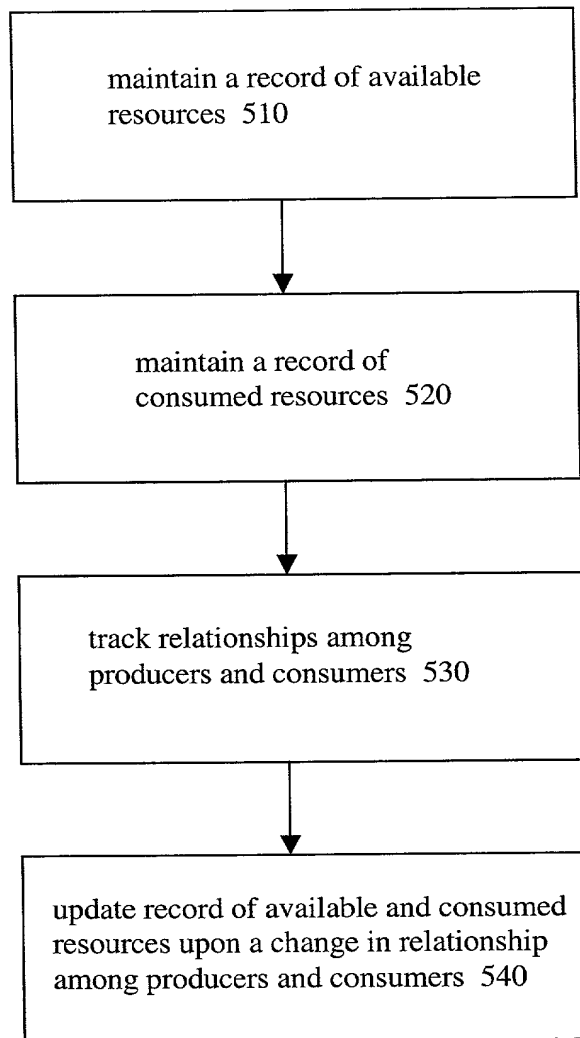 maintain a record of available
resources 510
maintain a record of
consumed resources 520
track relationships among
producers and consumers 530
update record of available and consumed
resources upon a change in relationship
among producers and consumers 540